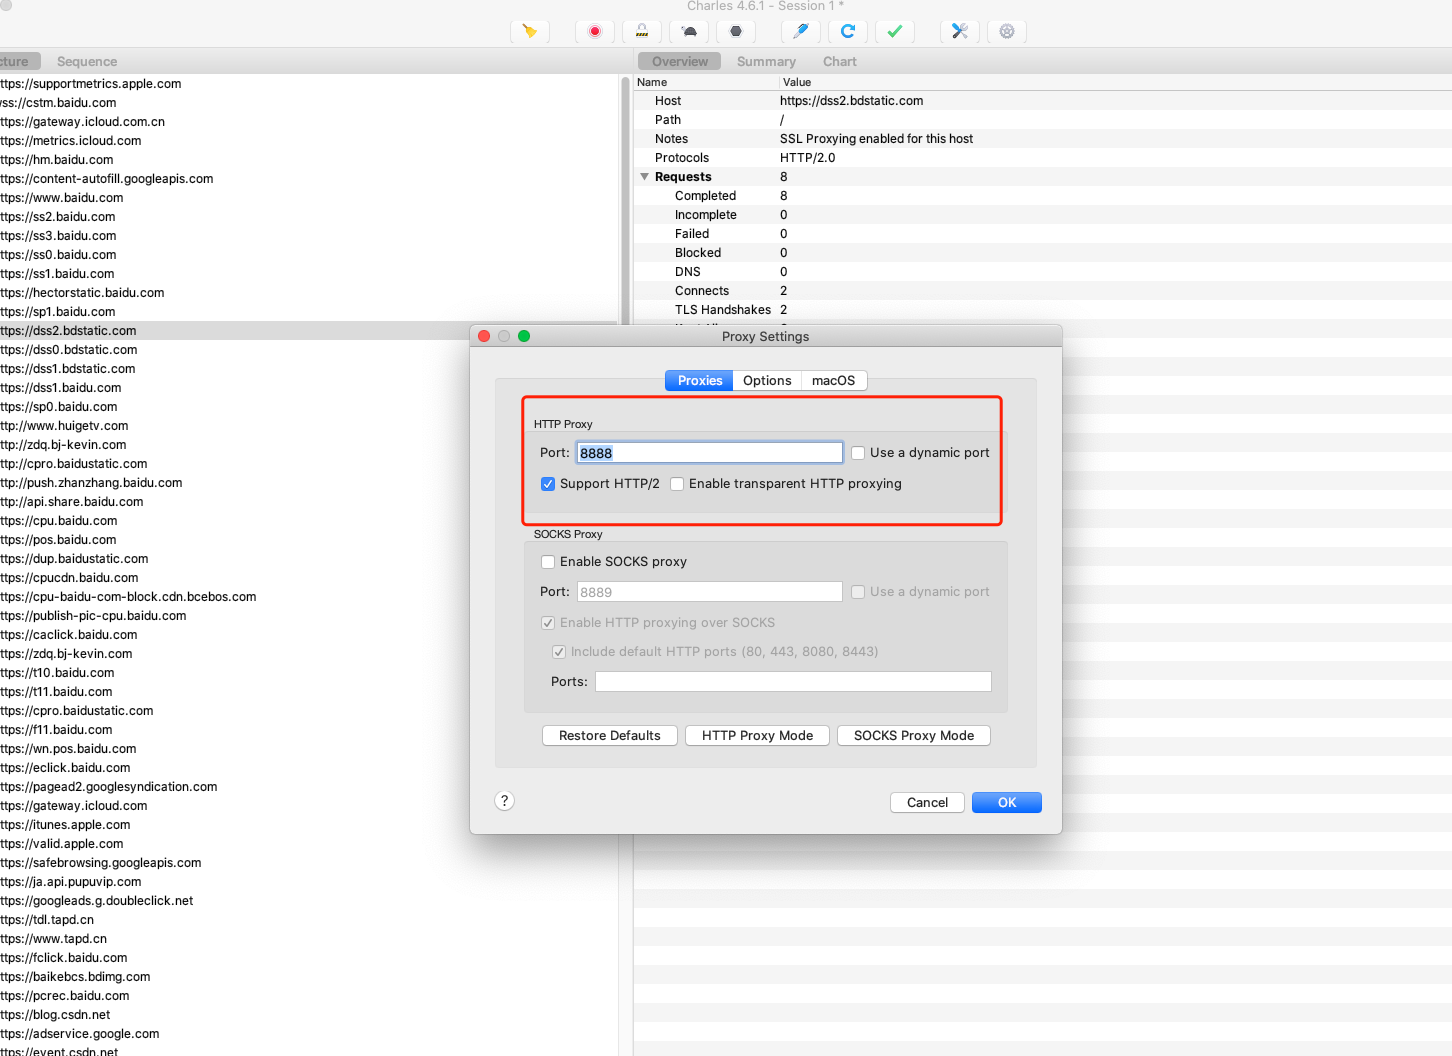 Charles 4.6.1 - Session 1 *
cture Sequence
Overview Summary Chart
ttps://supportmetrics.apple.com
vss://cstm.baidu.com
ttps://gateway.icloud.com.cn
ttps://metrics.icloud.com
ttps://hm.baidu.com
ttps://content-autofill.googleapis.com
ttps://www.baidu.com
ttps://ss2.baidu.com
ttps://ss3.baidu.com
ttps://ss0.baidu.com
ttps://ss1.baidu.com
ttps://hectorstatic.baidu.com
ttps://sp1.baidu.com
ttps://dss2.bdstatic.com
ttps://dss0.bdstatic.com
ttps://dss1.bdstatic.com
ttps://dss1.baidu.com
ttps://sp0.baidu.com
ttp://www.huigetv.com
ttp://zdq.bj-kevin.com
ttp://cpro.baidustatic.com
ttp://push.zhanzhang.baidu.com
ttp://api.share.baidu.com
ttps://cpu.baidu.com
ttps://pos.baidu.com
ttps://dup.baidustatic.com
ttps://cpucdn.baidu.com
ttps://cpu-baidu-com-block.cdn.bcebos.com
ttps://publish-pic-cpu.baidu.com
ttps://caclick.baidu.com
ttps://zdq.bj-kevin.com
ttps://t10.baidu.com
ttps://t11.baidu.com
ttps://cpro.baidustatic.com
ttps://f11.baidu.com
ttps://wn.pos.baidu.com
ttps://eclick.baidu.com
ttps://pagead2.googlesyndication.com
ttps://gateway.icloud.com
ttps://itunes.apple.com
ttps://valid.apple.com
ttps://safebrowsing.googleapis.com
ttps://ja.api.pupuvip.com
ttps://googleads.g.doubleclick.net
ttps://tdl.tapd.cn
ttps://www.tapd.cn
ttps://fclick.baidu.com
ttps://baikebcs.bdimg.com
ttps://pcrec.baidu.com
ttps://blog.csdn.net
ttps://adservice.google.com
ttps://event.csdn.net
Name Value
Host https://dss2.bdstatic.com
Path /
Notes SSL Proxying enabled for this host
Protocols HTTP/2.0
Requests 8
Completed 8
Incomplete 0
Failed 0
Blocked 0
DNS 0
Connects 2
TLS Handshakes 2
Proxy Settings
Proxies Options macOS
HTTP Proxy
Port: 8888 Use a dynamic port
Support HTTP/2 Enable transparent HTTP proxying
SOCKS Proxy
Enable SOCKS proxy
Port: 8889 Use a dynamic port
Enable HTTP proxying over SOCKS
Include default HTTP ports (80, 443, 8080, 8443)
Ports:
Restore Defaults HTTP Proxy Mode SOCKS Proxy Mode
? Cancel OK